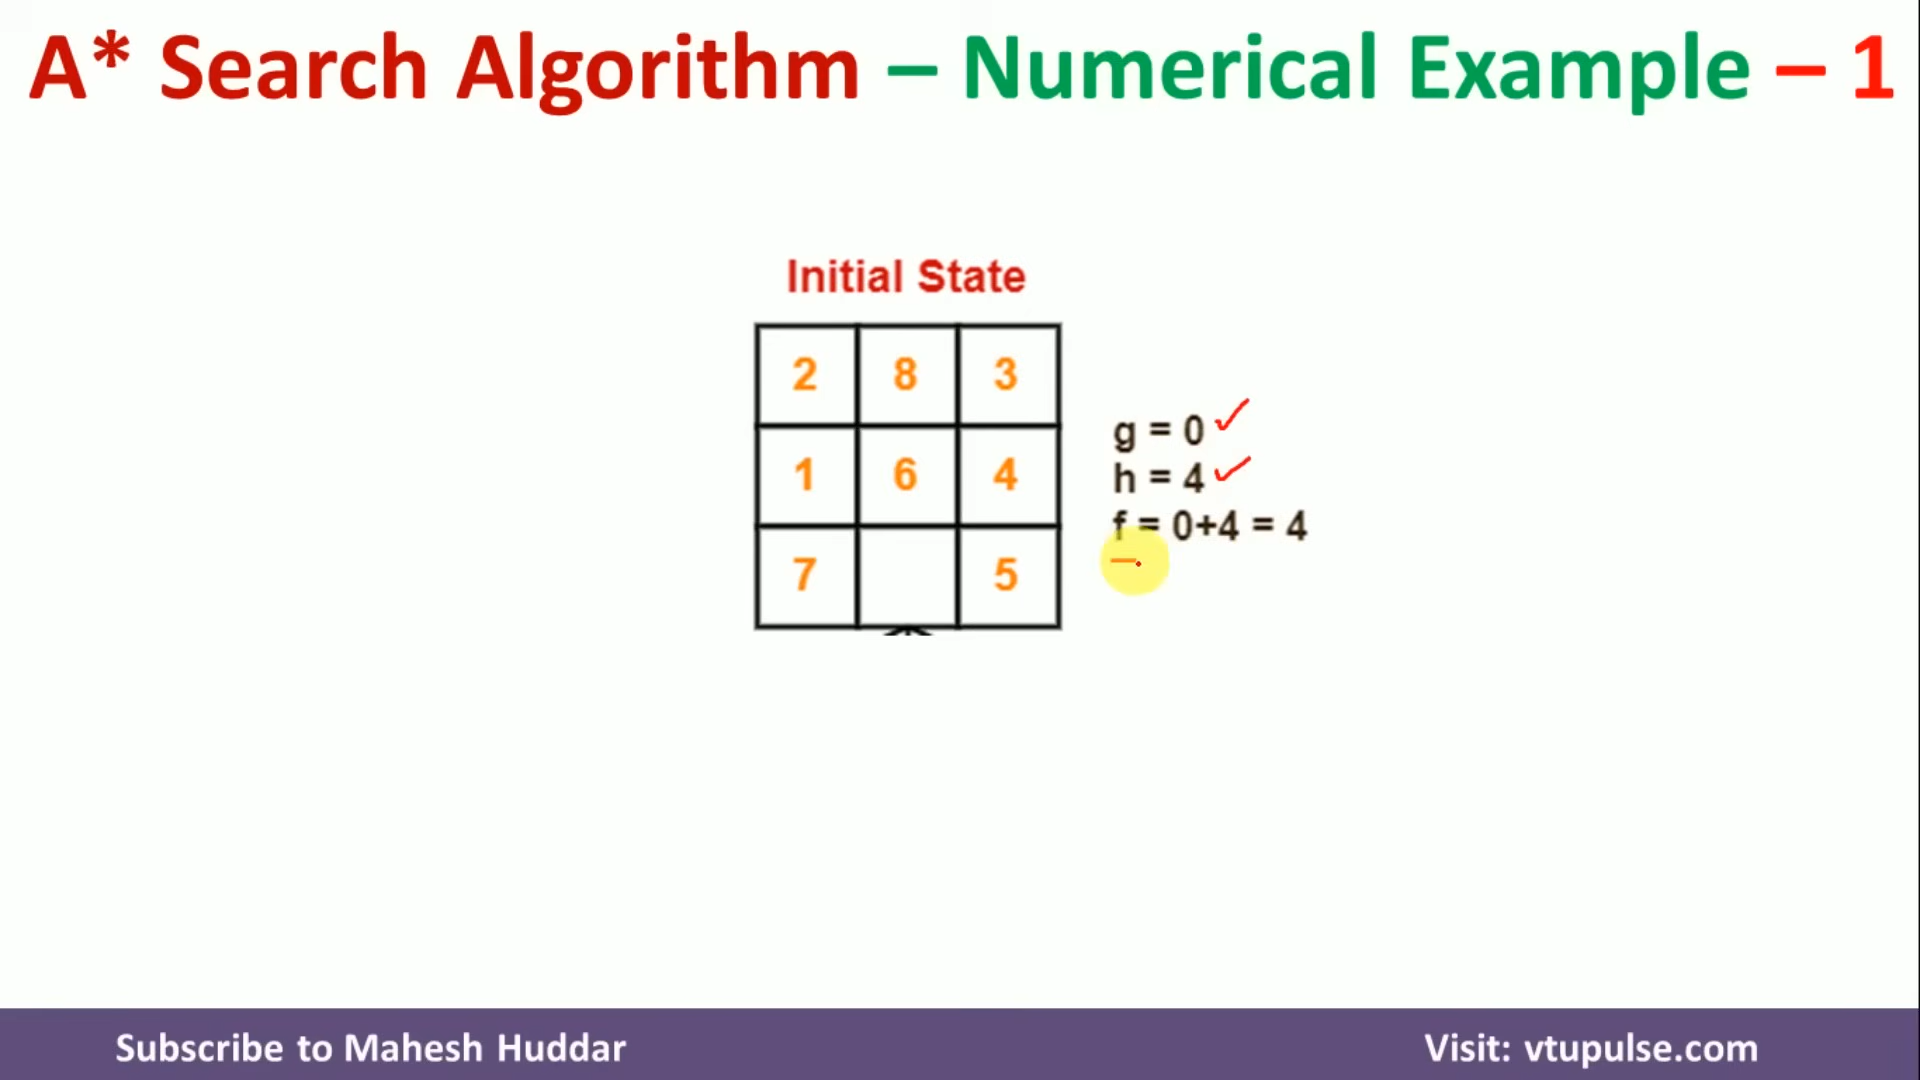 A* Search Algorithm – Numerical Example – 1
Initial State
2 8 3
1 6 4
7 5
g = 0
h = 4
f = 0+4 = 4
Subscribe to Mahesh Huddar
Visit: vtupulse.com